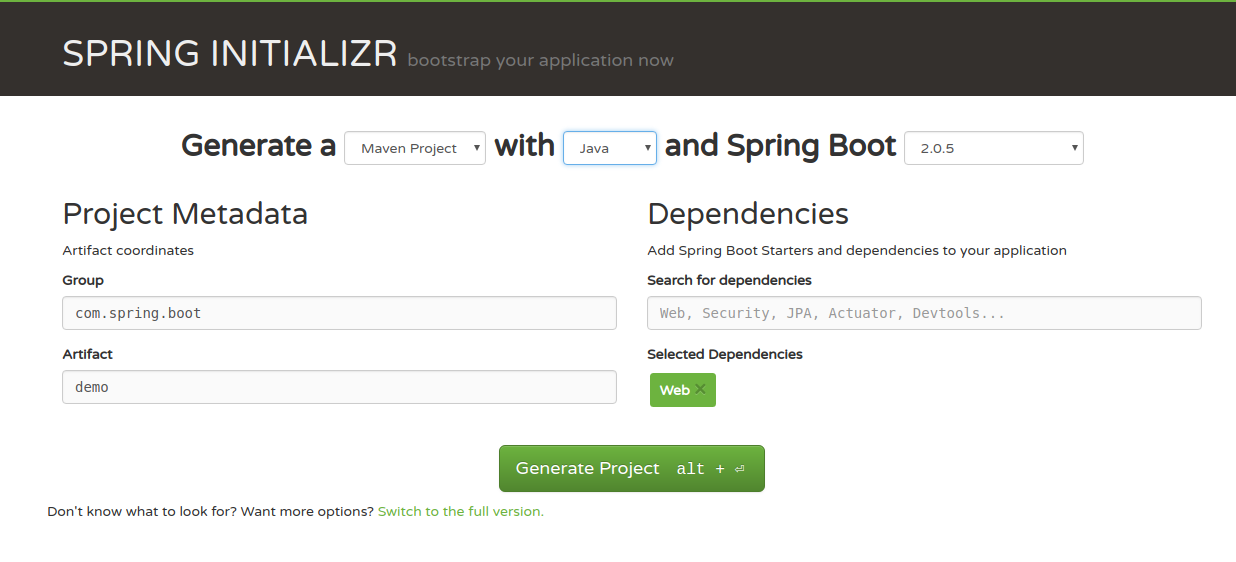 SPRING INITIALIZR bootstrap your application now
Generate a Maven Project with Java and Spring Boot 2.0.5
Project Metadata
Artifact coordinates
Group
com.spring.boot
Artifact
demo
Dependencies
Add Spring Boot Starters and dependencies to your application
Search for dependencies
Web, Security, JPA, Actuator, Devtools...
Selected Dependencies
Web ×
Generate Project alt + ⏎
Don't know what to look for? Want more options? Switch to the full version.